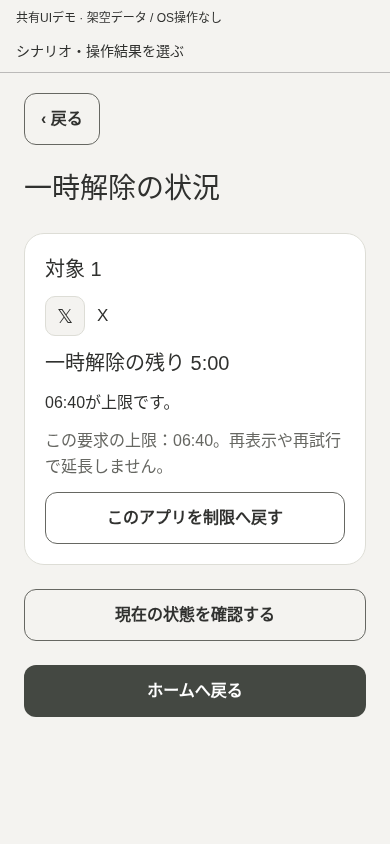 共有UIデモ · 架空データ / OS操作なし
シナリオ・操作結果を選ぶ
‹ 戻る
一時解除の状況
対象 1
𝕏 X
一時解除の残り 5:00
06:40が上限です。
この要求の上限：06:40。再表示や再試行
で延長しません。
このアプリを制限へ戻す
現在の状態を確認する
ホームへ戻る